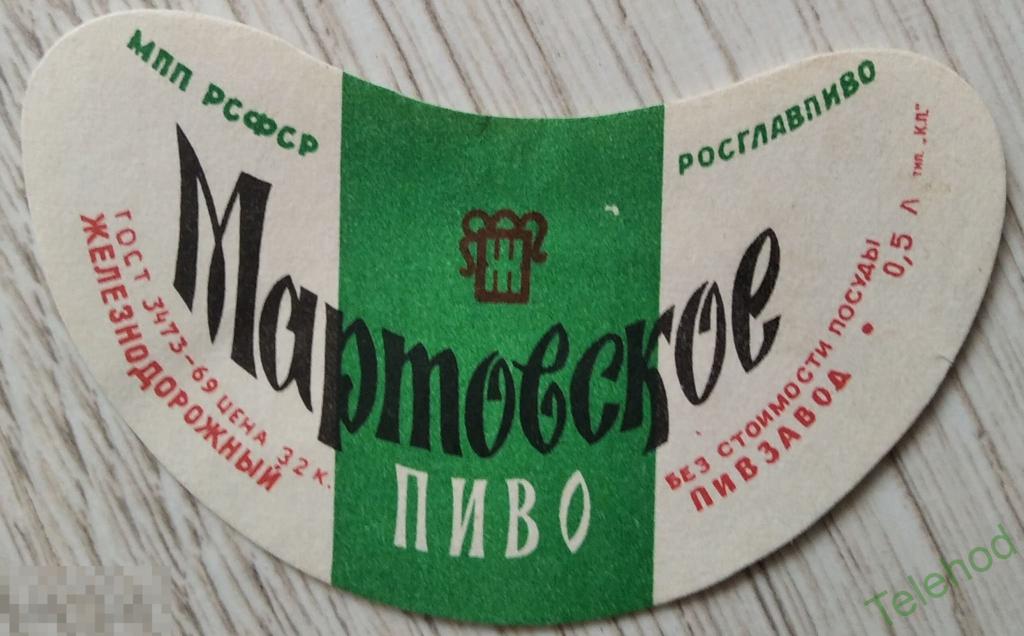 МПП РСФСР
РОСГЛАВПИВО
Мартовское
ПИВО
ГОСТ 3473-69 ЦЕНА 32 К.
ЖЕЛЕЗНОДОРОЖНЫЙ
БЕЗ СТОИМОСТИ ПОСУДЫ
ПИВЗАВОД • 0,5 Л
тип. „К.П."
Ж
Telehod